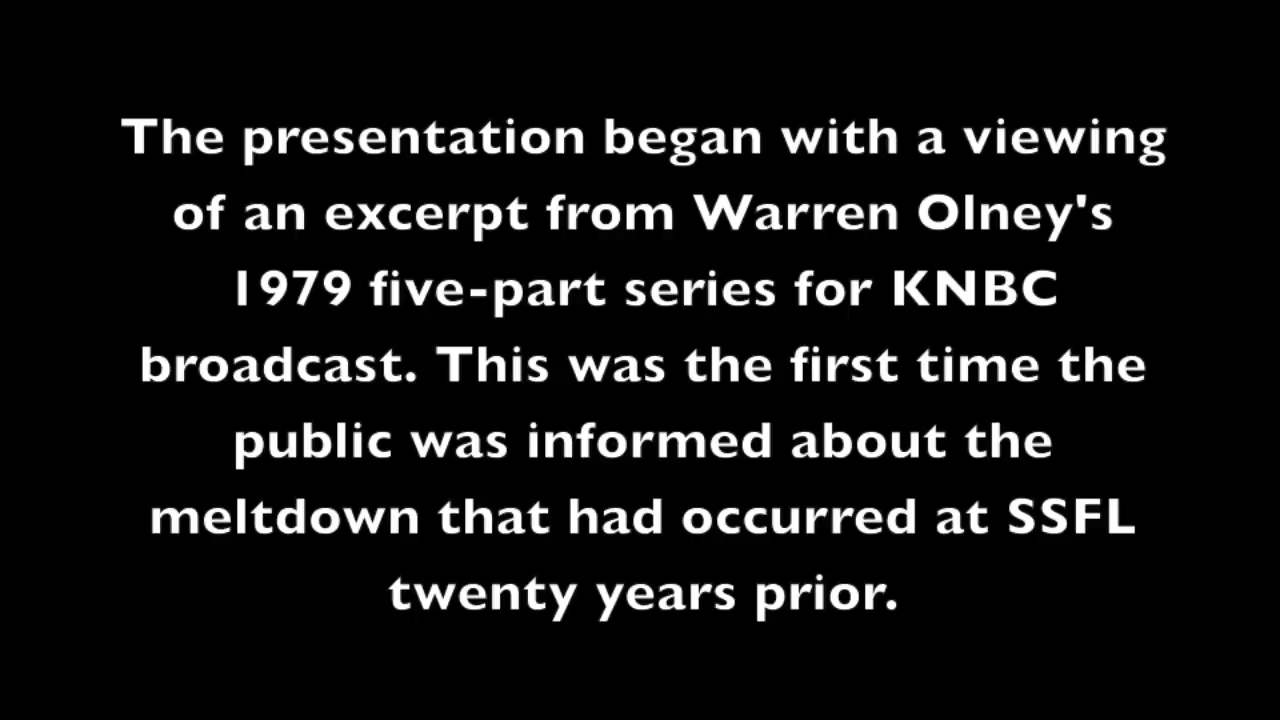 The presentation began with a viewing
of an excerpt from Warren Olney's
1979 five-part series for KNBC
broadcast. This was the first time the
public was informed about the
meltdown that had occurred at SSFL
twenty years prior.